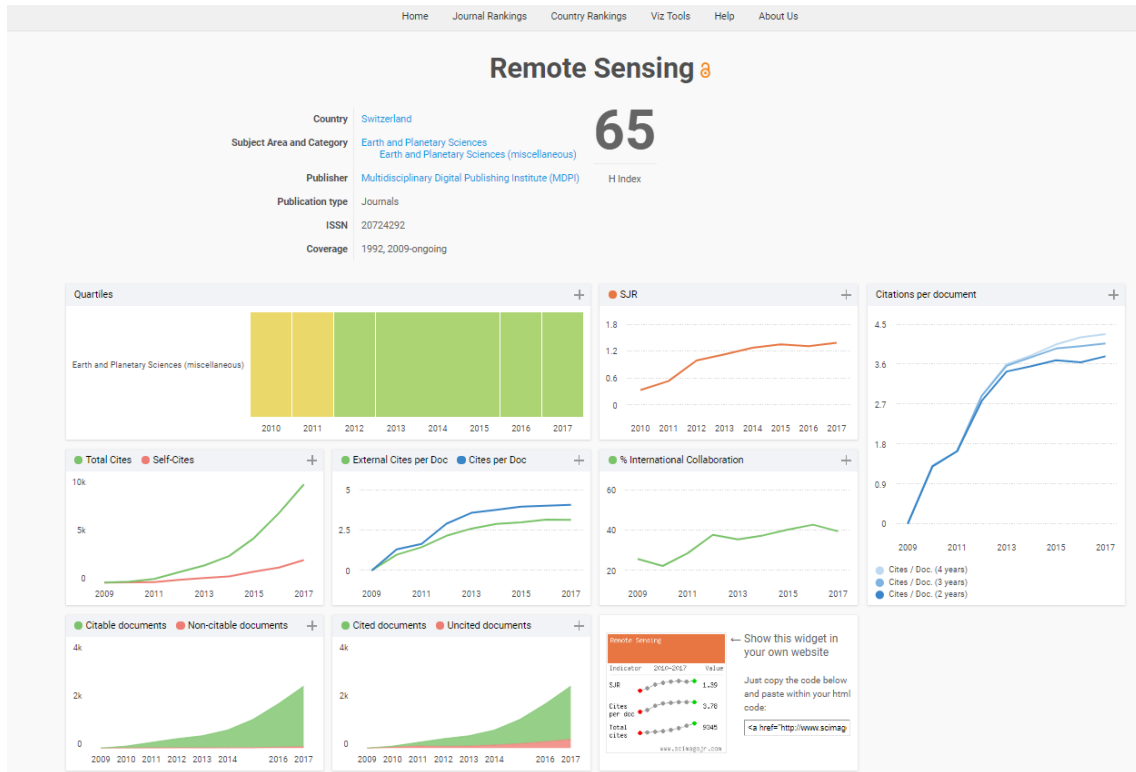 Home Journal Rankings Country Rankings Viz Tools Help About Us
Remote Sensing
Country Switzerland
Subject Area and Category Earth and Planetary Sciences
Earth and Planetary Sciences (miscellaneous)
Publisher Multidisciplinary Digital Publishing Institute (MDPI)
Publication type Journals
ISSN 20724292
Coverage 1992, 2009-ongoing
65
H Index
Quartiles
Earth and Planetary Sciences (miscellaneous)
2010 2011 2012 2013 2014 2015 2016 2017
SJR
1.8
1.2
0.6
0
2010 2011 2012 2013 2014 2015 2016 2017
Citations per document
4.5
3.6
2.7
1.8
0.9
0
2009 2011 2013 2015 2017
Cites / Doc. (4 years)
Cites / Doc. (3 years)
Cites / Doc. (2 years)
Total Cites Self-Cites
10k
5k
0
2009 2011 2013 2015 2017
External Cites per Doc Cites per Doc
5
2.5
0
2009 2011 2013 2015 2017
% International Collaboration
60
40
20
2009 2011 2013 2015 2017
Citable documents Non-citable documents
4k
2k
0
2009 2010 2011 2012 2013 2014 2016 2017
Cited documents Uncited documents
4k
2k
0
2009 2010 2011 2012 2013 2014 2016 2017
Remote Sensing
Indicator 2010-2017 Value
SJR 1.39
Cites per doc 3.78
Total cites 9345
www.scimagojr.com
← Show this widget in
your own website
Just copy the code below
and paste within your html
code:
<a href="http://www.scimag